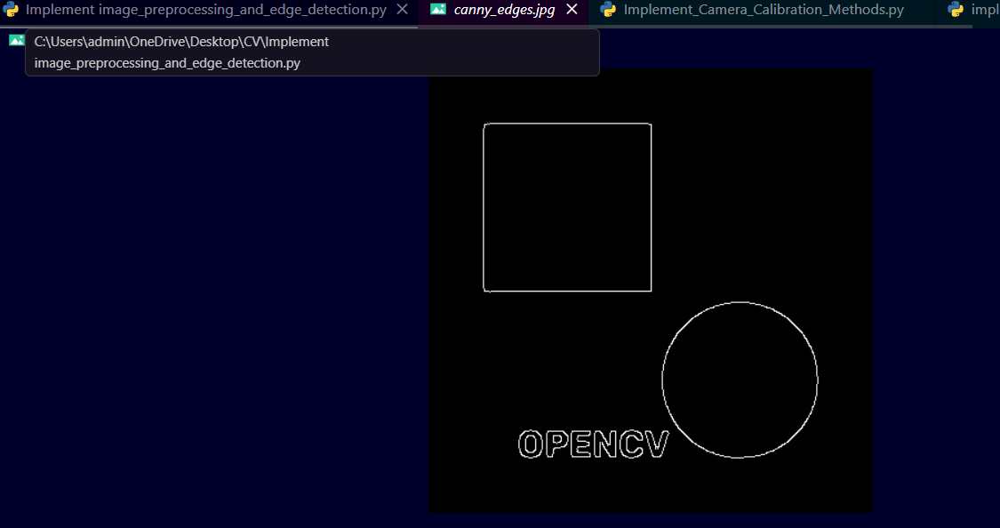 Implement image_preprocessing_and_edge_detection.py
canny_edges.jpg
Implement_Camera_Calibration_Methods.py
impl
C:\Users\admin\OneDrive\Desktop\CV\Implement
image_preprocessing_and_edge_detection.py
OPENCV